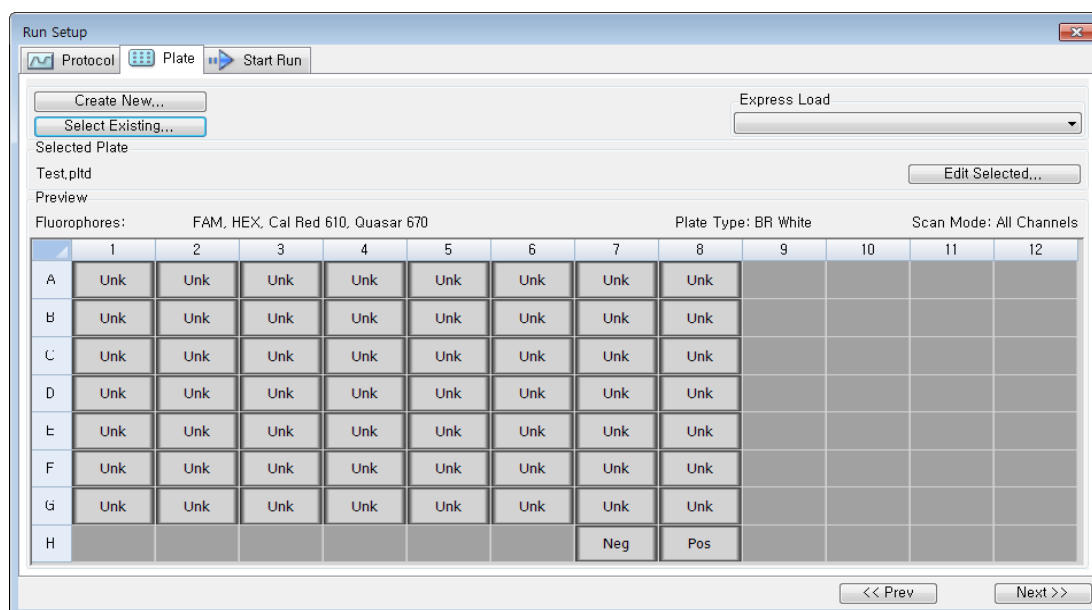 Run Setup
Protocol Plate Start Run
Create New... Express Load
Select Existing...
Selected Plate
Test.pltd Edit Selected...
Preview
Fluorophores: FAM, HEX, Cal Red 610, Quasar 670 Plate Type: BR White Scan Mode: All Channels
1 2 3 4 5 6 7 8 9 10 11 12
A Unk Unk Unk Unk Unk Unk Unk Unk
B Unk Unk Unk Unk Unk Unk Unk Unk
C Unk Unk Unk Unk Unk Unk Unk Unk
D Unk Unk Unk Unk Unk Unk Unk Unk
E Unk Unk Unk Unk Unk Unk Unk Unk
F Unk Unk Unk Unk Unk Unk Unk Unk
G Unk Unk Unk Unk Unk Unk Unk Unk
H Neg Pos
<< Prev Next >>